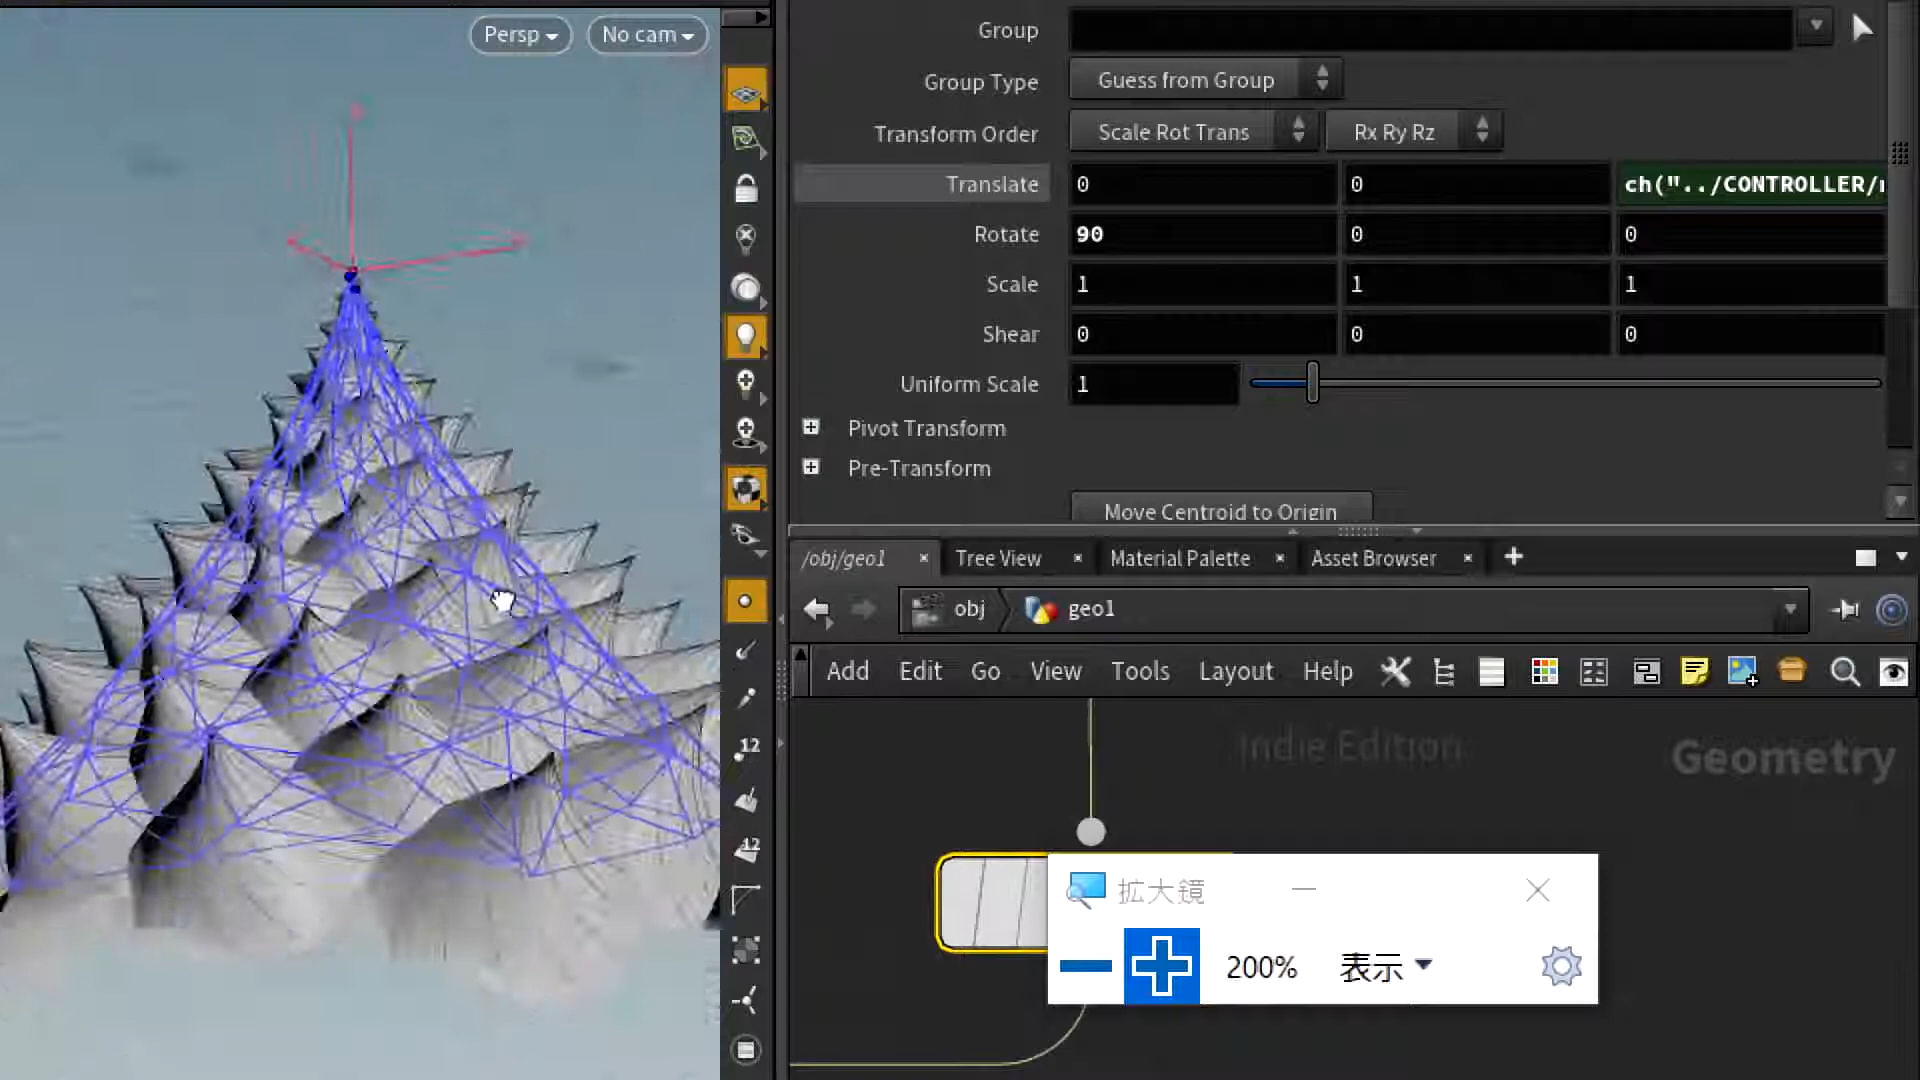 Persp
No cam
Group
Group Type
Guess from Group
Transform Order
Scale Rot Trans
Rx Ry Rz
Translate
0
0
ch("../CONTROLLER/
Rotate
90
0
0
Scale
1
1
1
Shear
0
0
0
Uniform Scale
1
Pivot Transform
Pre-Transform
Move Centroid to Origin
/obj/geo1
Tree View
Material Palette
Asset Browser
obj
geo1
Add
Edit
Go
View
Tools
Layout
Help
12
12
Indie Edition
Geometry
拡大鏡
200%
表示